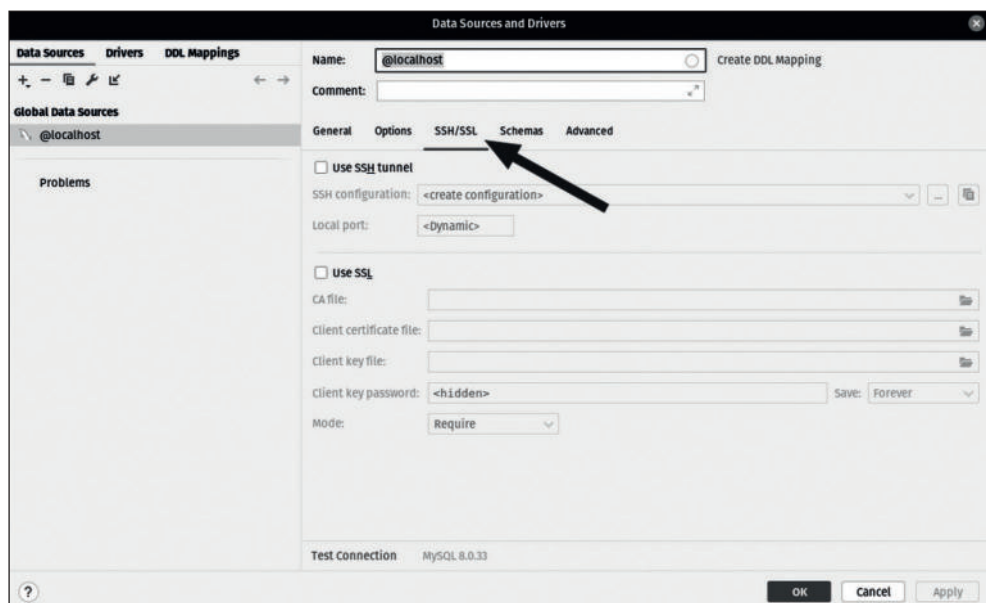 Data Sources and Drivers
Data Sources Drivers DDL Mappings
Global Data Sources
@localhost
Problems
Name: @localhost Create DDL Mapping
Comment:
General Options SSH/SSL Schemas Advanced
Use SSH tunnel
SSH configuration: <create configuration> ...
Local port: <Dynamic>
Use SSL
CA file:
Client certificate file:
Client key file:
Client key password: <hidden> Save: Forever
Mode: Require
Test Connection MySQL 8.0.33
? OK Cancel Apply